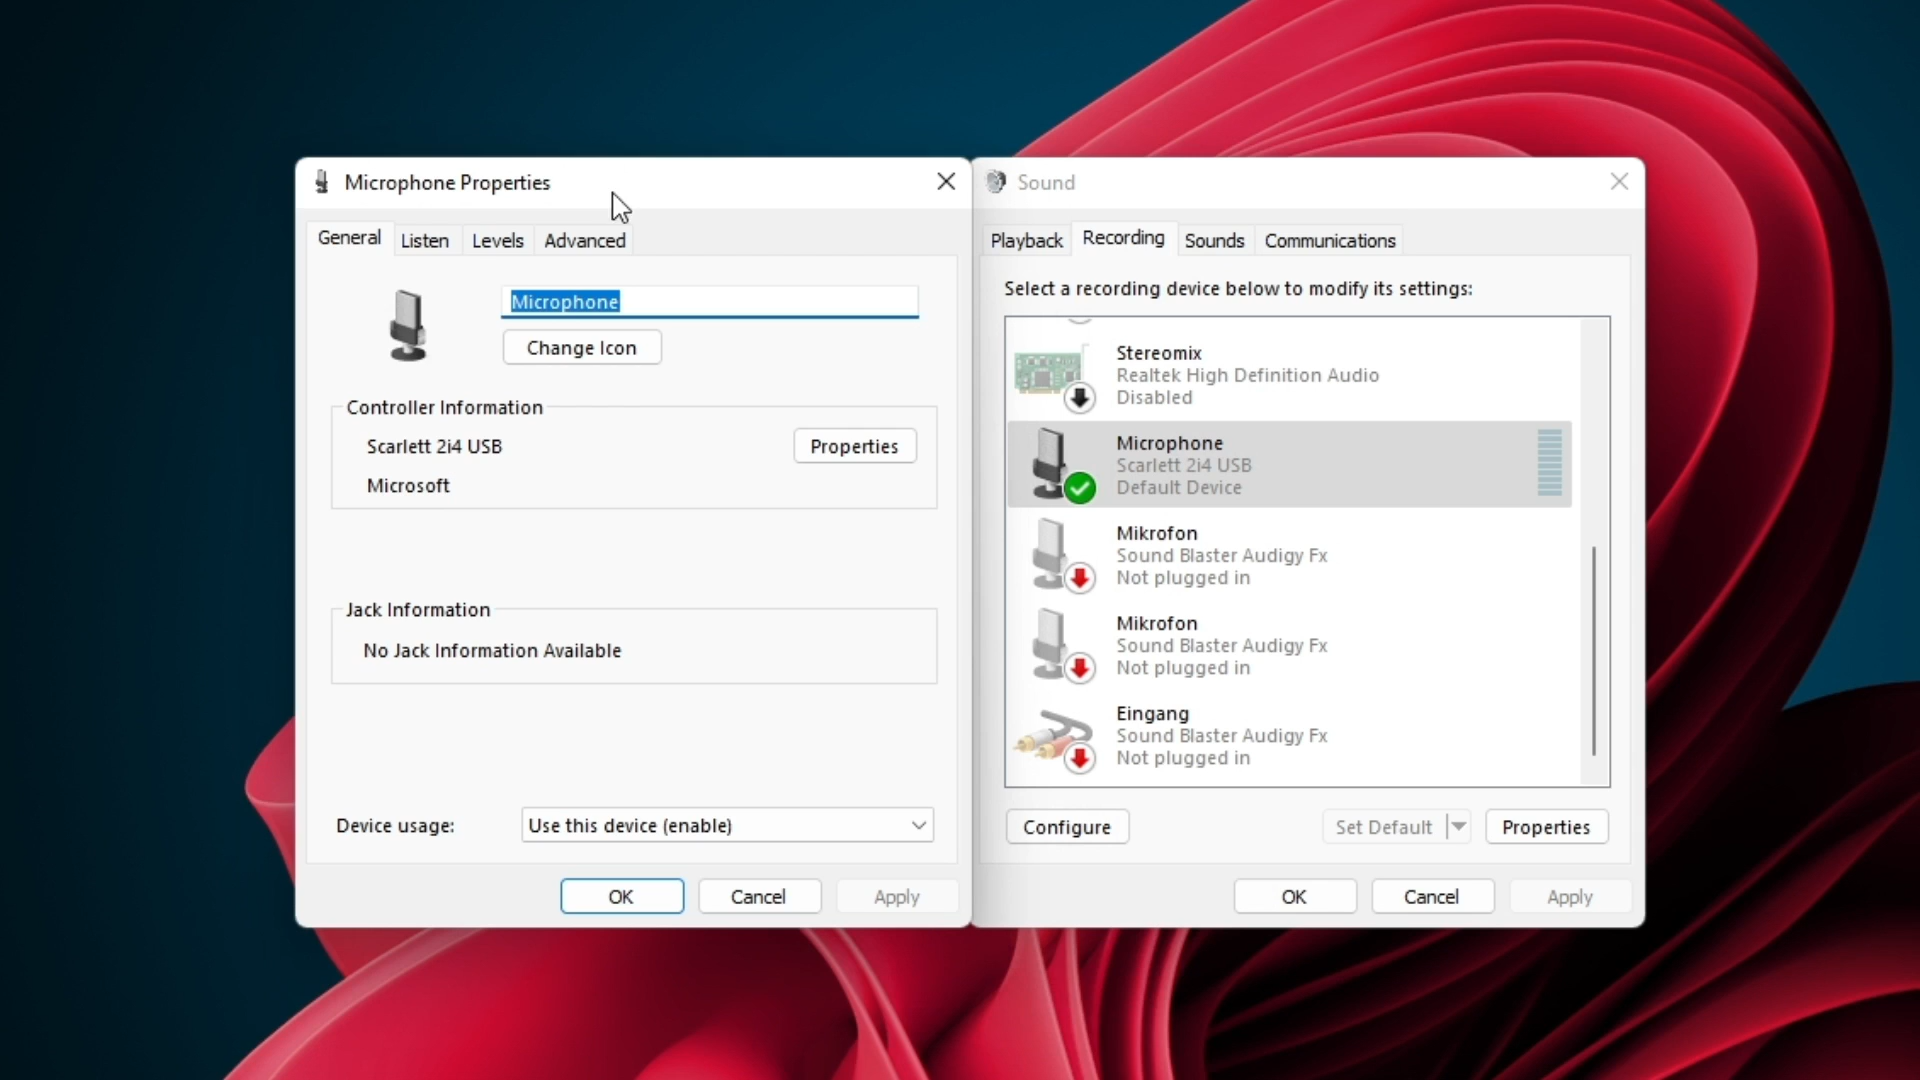 Microphone Properties
General
Listen
Levels
Advanced
Microphone
Change Icon
Controller Information
Scarlett 2i4 USB
Properties
Microsoft
Jack Information
No Jack Information Available
Device usage:
Use this device (enable)
OK
Cancel
Apply
Sound
Playback
Recording
Sounds
Communications
Select a recording device below to modify its settings:
Stereomix
Realtek High Definition Audio
Disabled
Microphone
Scarlett 2i4 USB
Default Device
Mikrofon
Sound Blaster Audigy Fx
Not plugged in
Mikrofon
Sound Blaster Audigy Fx
Not plugged in
Eingang
Sound Blaster Audigy Fx
Not plugged in
Configure
Set Default
Properties
OK
Cancel
Apply